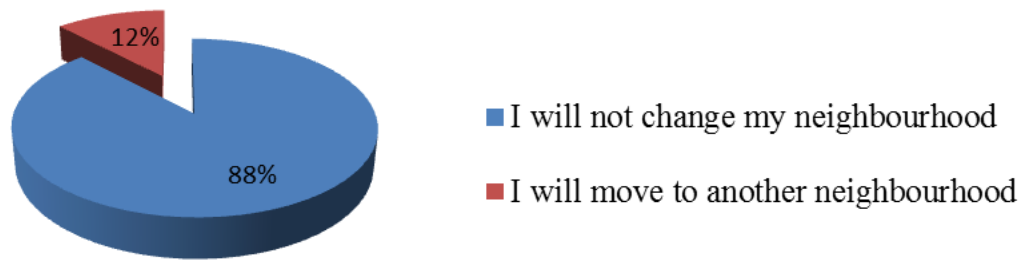 12%
88%
I will not change my neighbourhood
I will move to another neighbourhood